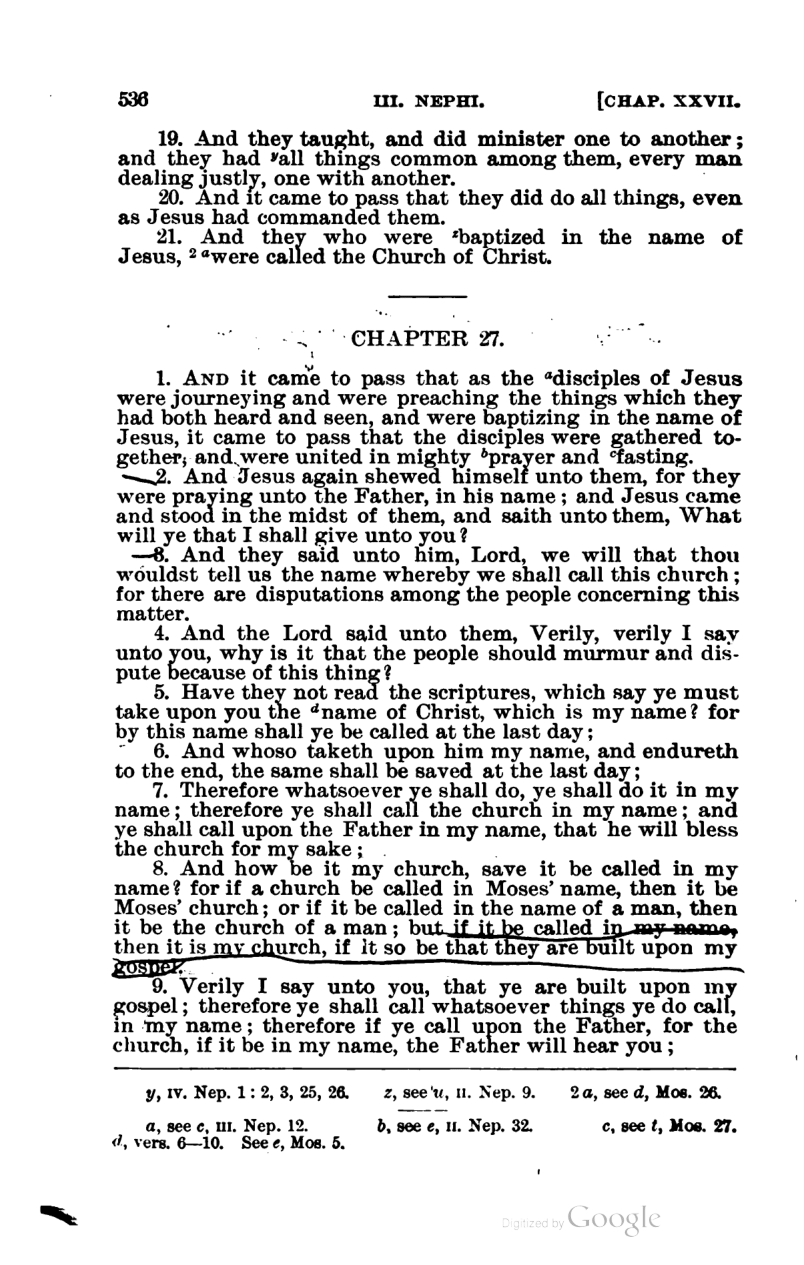 536 III. NEPHI. [CHAP. XXVII.
19. And they taught, and did minister one to another;
and they had ʸall things common among them, every man
dealing justly, one with another.
20. And it came to pass that they did do all things, even
as Jesus had commanded them.
21. And they who were ᶻbaptized in the name of
Jesus, ²ᵃwere called the Church of Christ.
CHAPTER 27.
1. AND it came to pass that as the ᵃdisciples of Jesus
were journeying and were preaching the things which they
had both heard and seen, and were baptizing in the name of
Jesus, it came to pass that the disciples were gathered to-
gether, and were united in mighty ᵇprayer and ᶜfasting.
2. And Jesus again shewed himself unto them, for they
were praying unto the Father, in his name; and Jesus came
and stood in the midst of them, and saith unto them, What
will ye that I shall give unto you?
3. And they said unto him, Lord, we will that thou
wouldst tell us the name whereby we shall call this church;
for there are disputations among the people concerning this
matter.
4. And the Lord said unto them, Verily, verily I say
unto you, why is it that the people should murmur and dis-
pute because of this thing?
5. Have they not read the scriptures, which say ye must
take upon you the ᵈname of Christ, which is my name? for
by this name shall ye be called at the last day;
6. And whoso taketh upon him my name, and endureth
to the end, the same shall be saved at the last day;
7. Therefore whatsoever ye shall do, ye shall do it in my
name; therefore ye shall call the church in my name; and
ye shall call upon the Father in my name, that he will bless
the church for my sake;
8. And how be it my church, save it be called in my
name? for if a church be called in Moses' name, then it be
Moses' church; or if it be called in the name of a man, then
it be the church of a man; but if it be called in my name,
then it is my church, if it so be that they are built upon my
gospel.
9. Verily I say unto you, that ye are built upon my
gospel; therefore ye shall call whatsoever things ye do call,
in my name; therefore if ye call upon the Father, for the
church, if it be in my name, the Father will hear you;
y, IV. Nep. 1: 2, 3, 25, 26. z, see u, II. Nep. 9. 2 a, see d, Mos. 26.
a, see c, III. Nep. 12. b, see e, II. Nep. 32. c, see t, Mos. 27.
d, vers. 6—10. See e, Mos. 5.
Digitized by Google